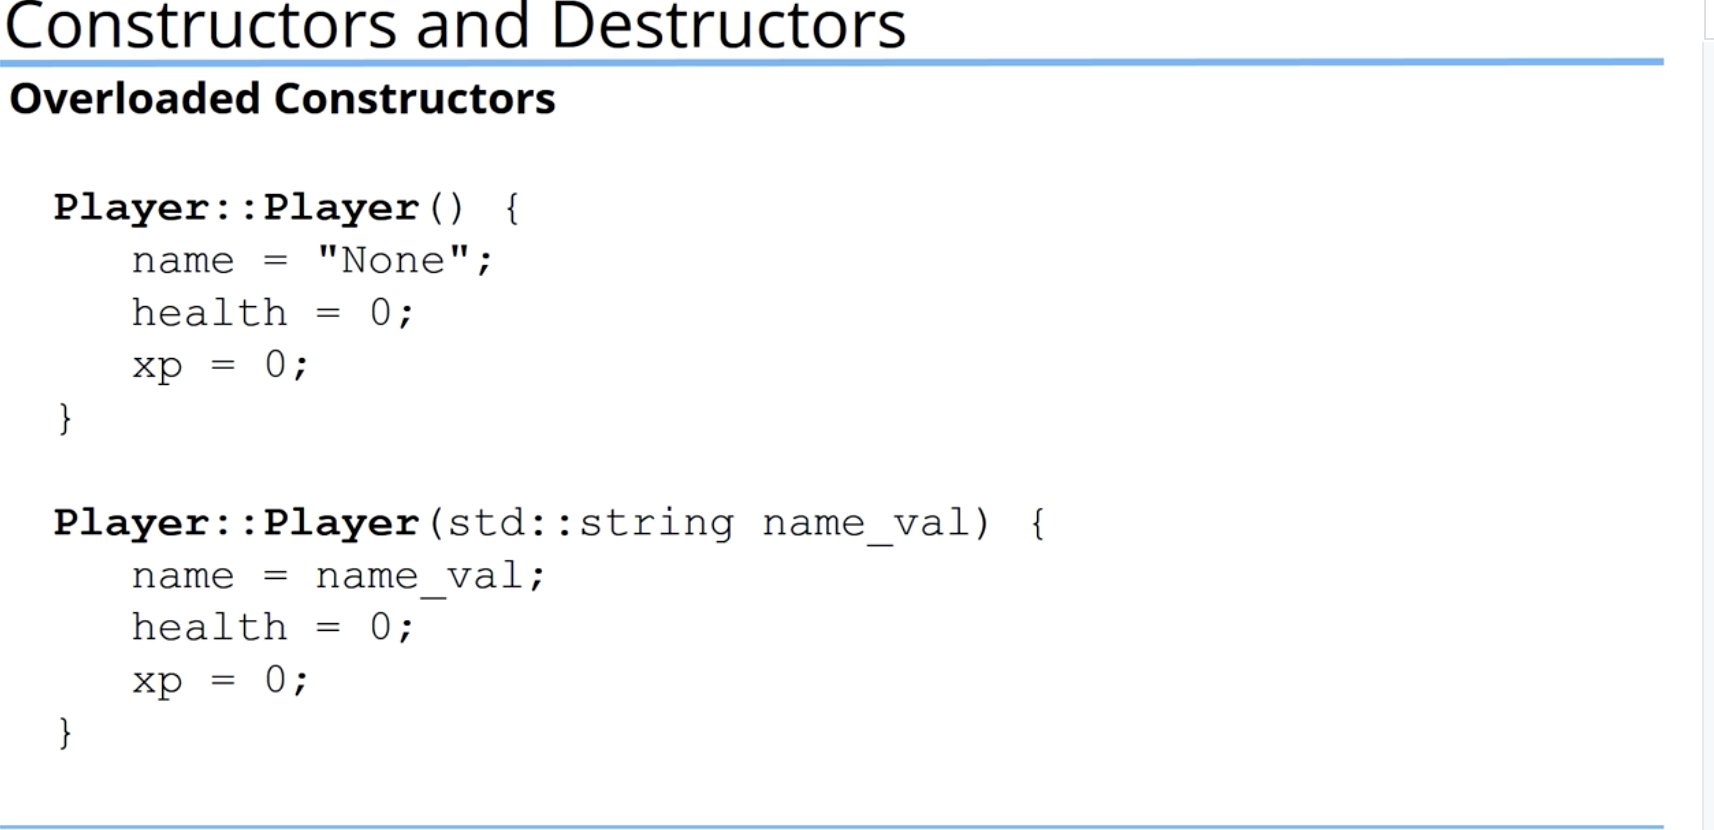 Constructors and Destructors
Overloaded Constructors
Player::Player() {
    name = "None";
    health = 0;
    xp = 0;
}
Player::Player(std::string name_val) {
    name = name_val;
    health = 0;
    xp = 0;
}